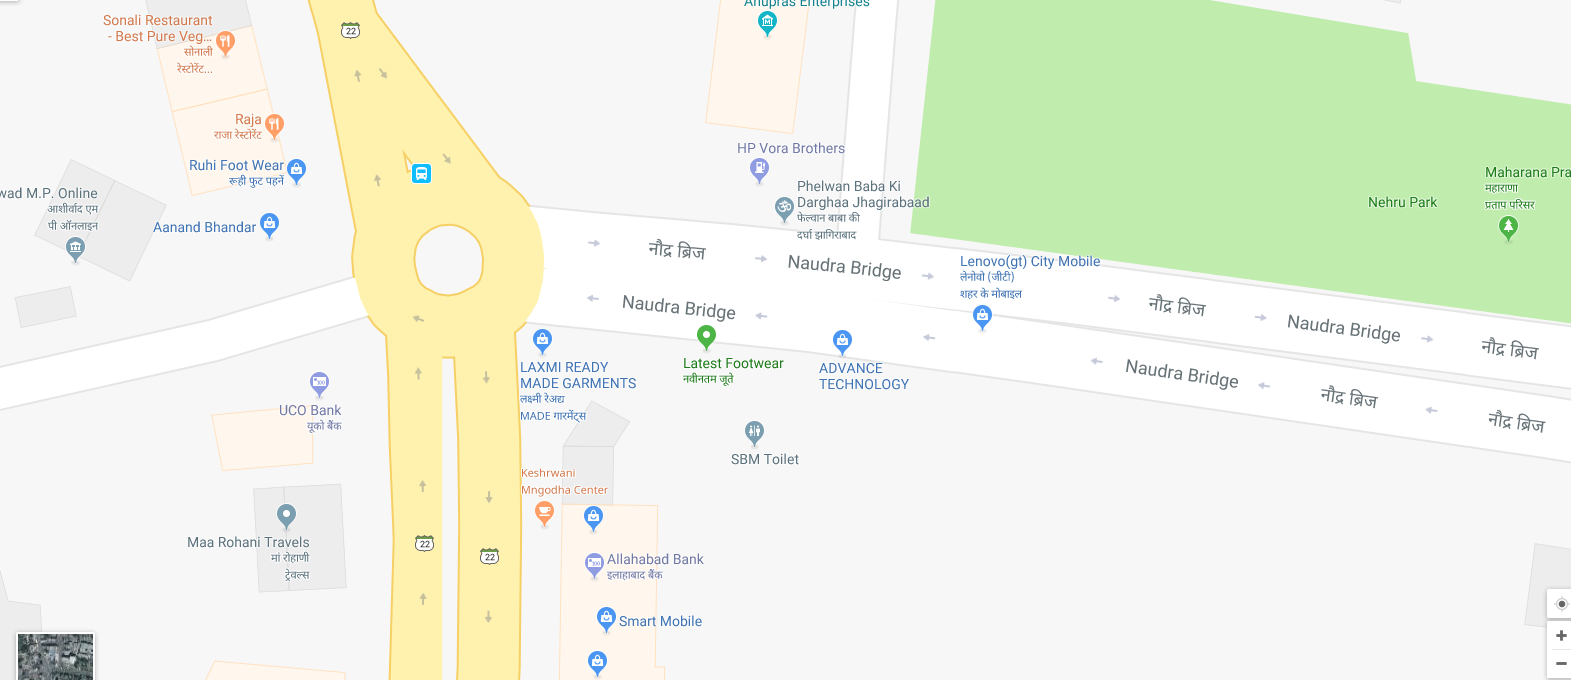 Anupras Enterprises
Sonali Restaurant
- Best Pure Veg...
सोनाली
रेस्टोरेंट...
22
Raja
राजा रेस्टोरेंट
HP Vora Brothers
Ruhi Foot Wear
रूही फुट पहनें
Maharana Pra
महाराणा
प्रताप परिसर
Phelwan Baba Ki
Darghaa Jhagirabaad
फेल्वान बाबा की
दर्घा झागिराबाद
wad M.P. Online
आशीर्वाद एम
पी ऑनलाइन
Nehru Park
Aanand Bhandar
नौद्र ब्रिज
Naudra Bridge
Lenovo(gt) City Mobile
लेनोवो (जीटी)
शहर के मोबाइल
नौद्र ब्रिज
Naudra Bridge
नौद्र ब्रिज
Naudra Bridge
Latest Footwear
नवीनतम जूते
ADVANCE
TECHNOLOGY
Naudra Bridge
नौद्र ब्रिज
नौद्र ब्रिज
LAXMI READY
MADE GARMENTS
लक्ष्मी रेअद्य
MADE गारमेंट्स
UCO Bank
यूको बैंक
SBM Toilet
Keshrwani
Mngodha Center
Maa Rohani Travels
मां रोहाणी
ट्रेवल्स
22
22
Allahabad Bank
इलाहाबाद बैंक
Smart Mobile